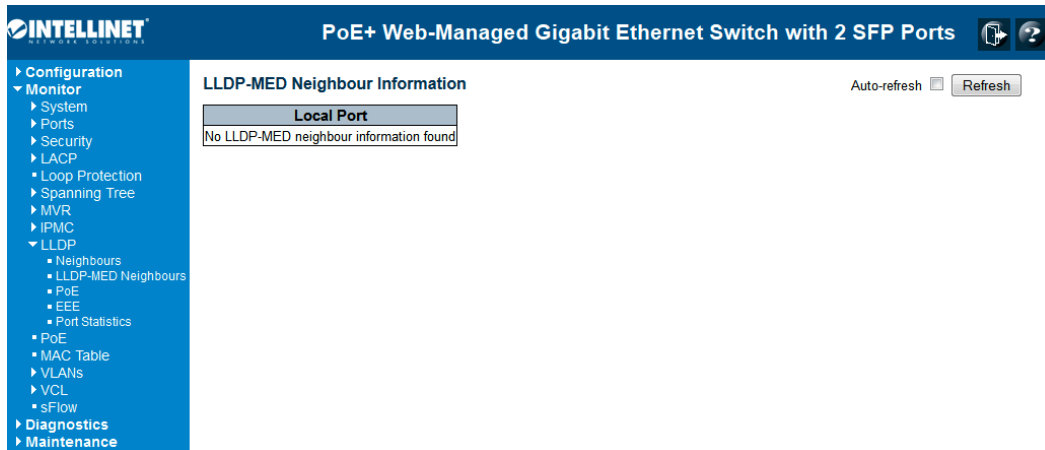 INTELLINET
NETWORK SOLUTIONS
PoE+ Web-Managed Gigabit Ethernet Switch with 2 SFP Ports
?
Configuration
Monitor
System
Ports
Security
LACP
Loop Protection
Spanning Tree
MVR
IPMC
LLDP
Neighbours
LLDP-MED Neighbours
PoE
EEE
Port Statistics
PoE
MAC Table
VLANs
VCL
sFlow
Diagnostics
Maintenance
LLDP-MED Neighbour Information
Auto-refresh Refresh
Local Port
No LLDP-MED neighbour information found